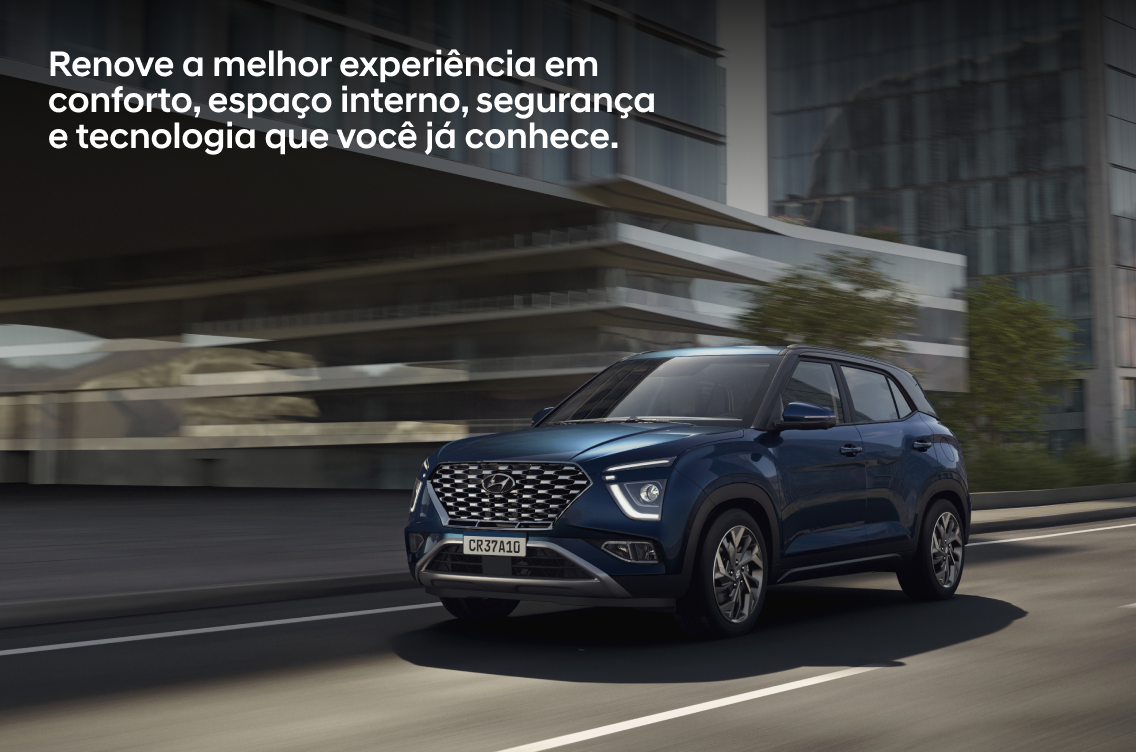 Renove a melhor experiência em
conforto, espaço interno, segurança
e tecnologia que você já conhece.
CR37A10